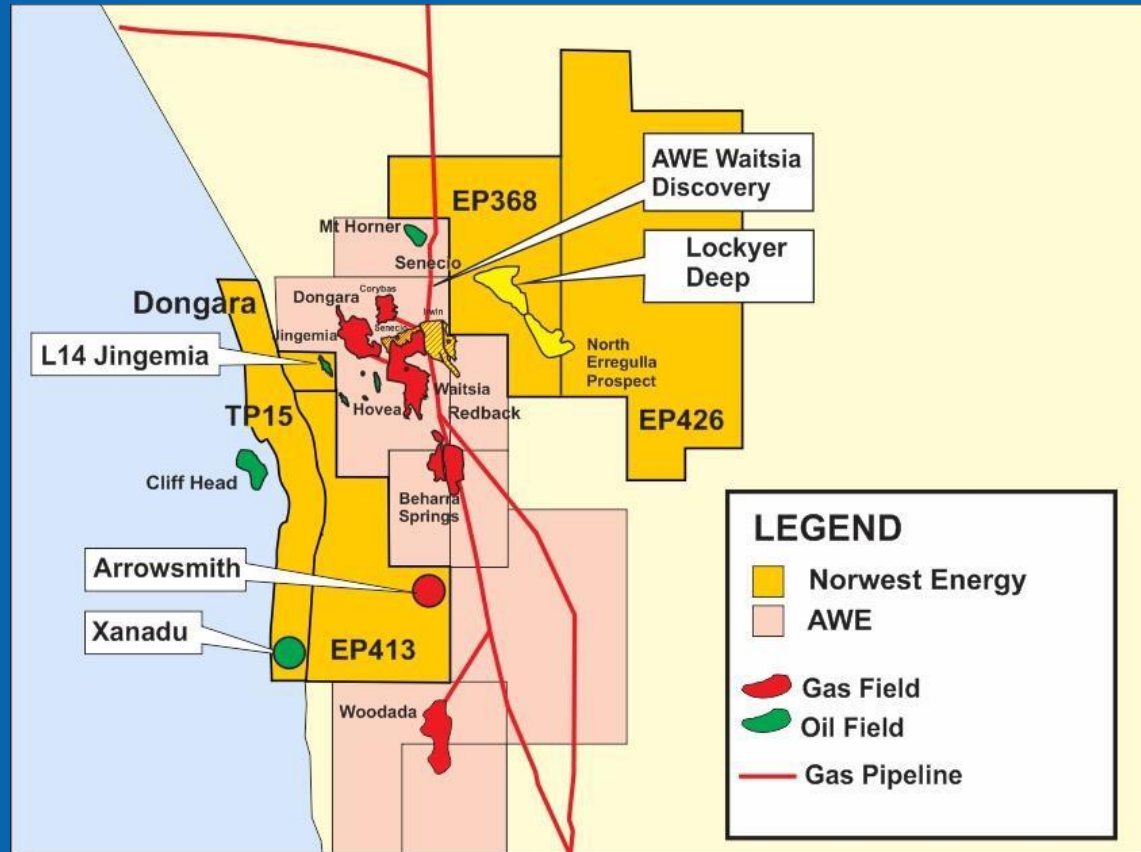 AWE Waitsia
Discovery
EP368
Mt Horner
Senecio
Lockyer
Deep
Dongara
Dongara
Corybas
Irwin
Jingemia
Senecio
L14 Jingemia
North
Erregulla
Prospect
Waitsia
Hovea
Redback
TP15
EP426
Cliff Head
Beharra
Springs
Arrowsmith
Xanadu
EP413
Woodada
LEGEND
Norwest Energy
AWE
Gas Field
Oil Field
Gas Pipeline